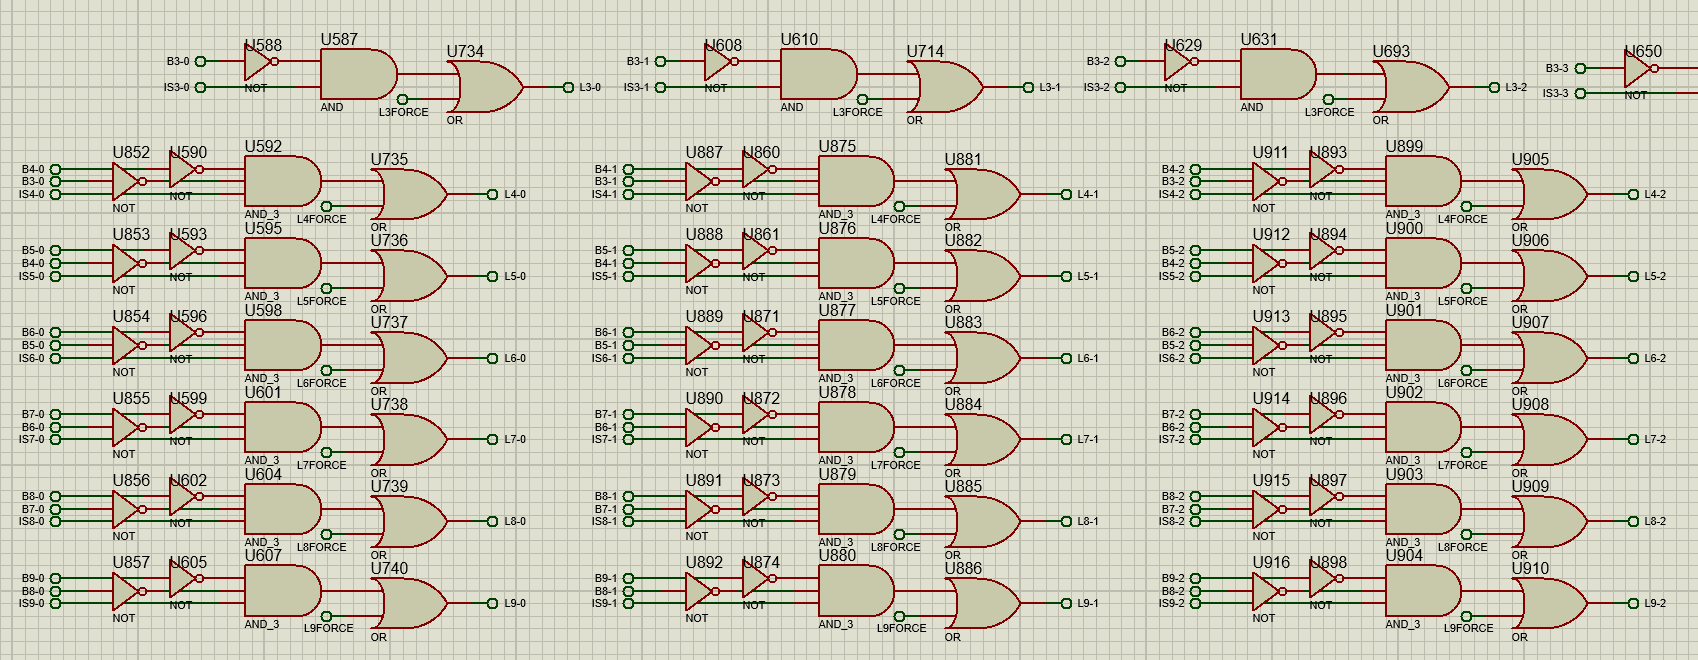 U588 U587 U734 U608 U610 U714 U629 U631 U693 U650
B3-0 B3-1 B3-2 B3-3
IS3-0 NOT L3-0 IS3-1 NOT L3-1 IS3-2 NOT L3-2 IS3-3 NOT
AND L3FORCE OR AND L3FORCE OR AND L3FORCE OR
U852 U590 U592 U735 U887 U860 U875 U881 U911 U893 U899 U905
B4-0 B4-1 B4-2
B3-0 B3-1 B3-2
IS4-0 NOT L4-0 IS4-1 NOT L4-1 IS4-2 NOT L4-2
NOT AND_3 L4FORCE OR NOT AND_3 L4FORCE OR NOT AND_3 L4FORCE OR
U853 U593 U595 U736 U888 U861 U876 U882 U912 U894 U900 U906
B5-0 B5-1 B5-2
B4-0 B4-1 B4-2
IS5-0 NOT L5-0 IS5-1 NOT L5-1 IS5-2 NOT L5-2
NOT AND_3 L5FORCE OR NOT AND_3 L5FORCE OR NOT AND_3 L5FORCE OR
U854 U596 U598 U737 U889 U871 U877 U883 U913 U895 U901 U907
B6-0 B6-1 B6-2
B5-0 B5-1 B5-2
IS6-0 NOT L6-0 IS6-1 NOT L6-1 IS6-2 NOT L6-2
NOT AND_3 L6FORCE OR NOT AND_3 L6FORCE OR NOT AND_3 L6FORCE OR
U855 U599 U601 U738 U890 U872 U878 U884 U914 U896 U902 U908
B7-0 B7-1 B7-2
B6-0 B6-1 B6-2
IS7-0 NOT L7-0 IS7-1 NOT L7-1 IS7-2 NOT L7-2
NOT AND_3 L7FORCE OR NOT AND_3 L7FORCE OR NOT AND_3 L7FORCE OR
U856 U602 U604 U739 U891 U873 U879 U885 U915 U897 U903 U909
B8-0 B8-1 B8-2
B7-0 B7-1 B7-2
IS8-0 NOT L8-0 IS8-1 NOT L8-1 IS8-2 NOT L8-2
NOT AND_3 L8FORCE OR NOT AND_3 L8FORCE OR NOT AND_3 L8FORCE OR
U857 U605 U607 U740 U892 U874 U880 U886 U916 U898 U904 U910
B9-0 B9-1 B9-2
B8-0 B8-1 B8-2
IS9-0 NOT L9-0 IS9-1 NOT L9-1 IS9-2 NOT L9-2
NOT AND_3 L9FORCE OR NOT AND_3 L9FORCE OR NOT AND_3 L9FORCE OR